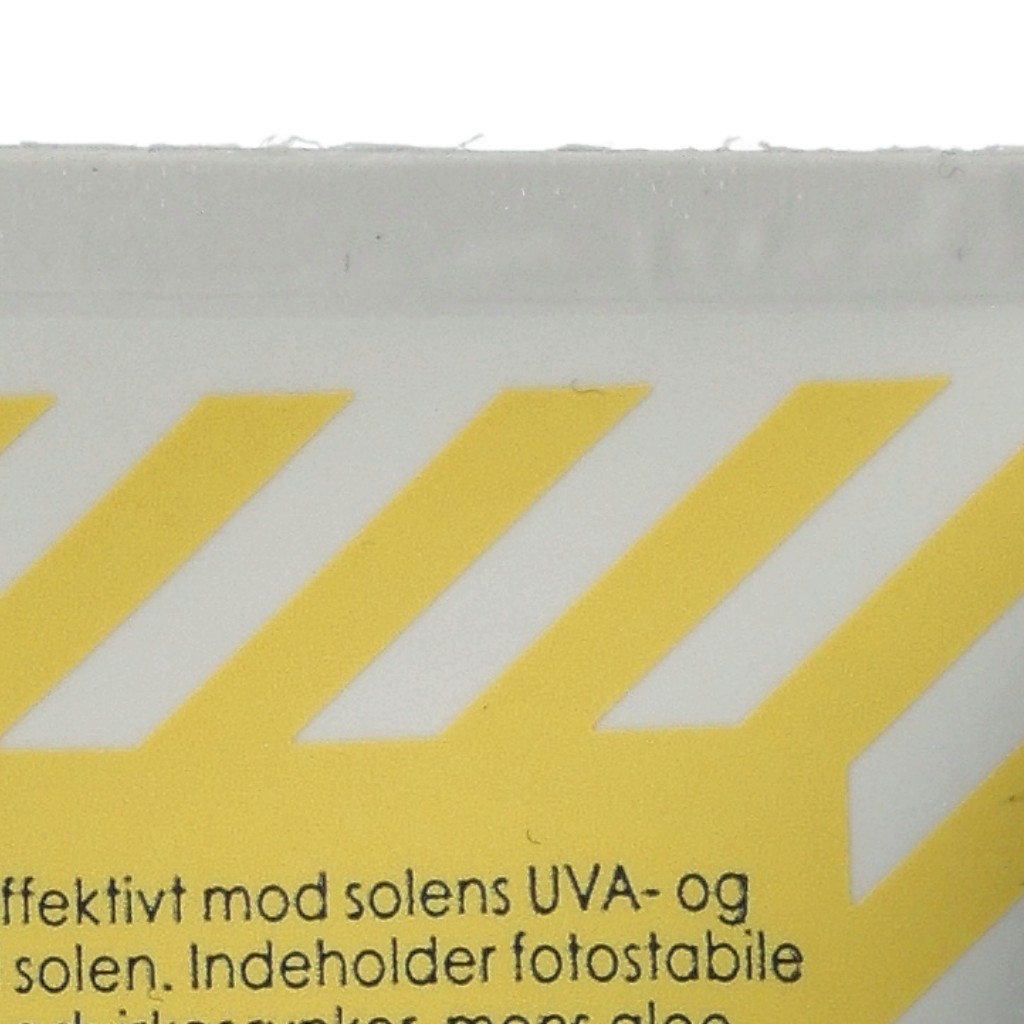 ffektivt mod solens UVA- og
solen. Indeholder fotostabile